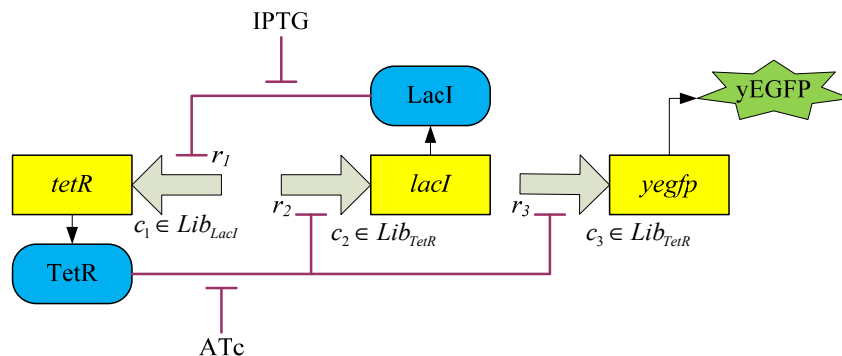 IPTG
LacI
yEGFP
r1
tetR
lacI
yegfp
r2
r3
c1 ∈ LibLacI
c2 ∈ LibTetR
c3 ∈ LibTetR
TetR
ATc